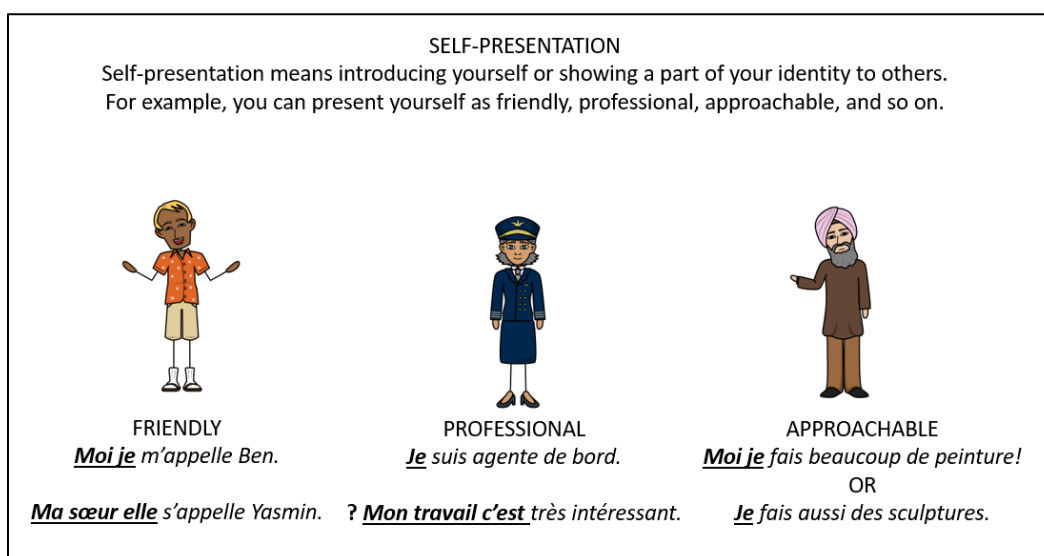 SELF-PRESENTATION
Self-presentation means introducing yourself or showing a part of your identity to others.
For example, you can present yourself as friendly, professional, approachable, and so on.
FRIENDLY
Moi je m’appelle Ben.
Ma sœur elle s’appelle Yasmin.
PROFESSIONAL
Je suis agente de bord.
? Mon travail c’est très intéressant.
APPROACHABLE
Moi je fais beaucoup de peinture!
OR
Je fais aussi des sculptures.